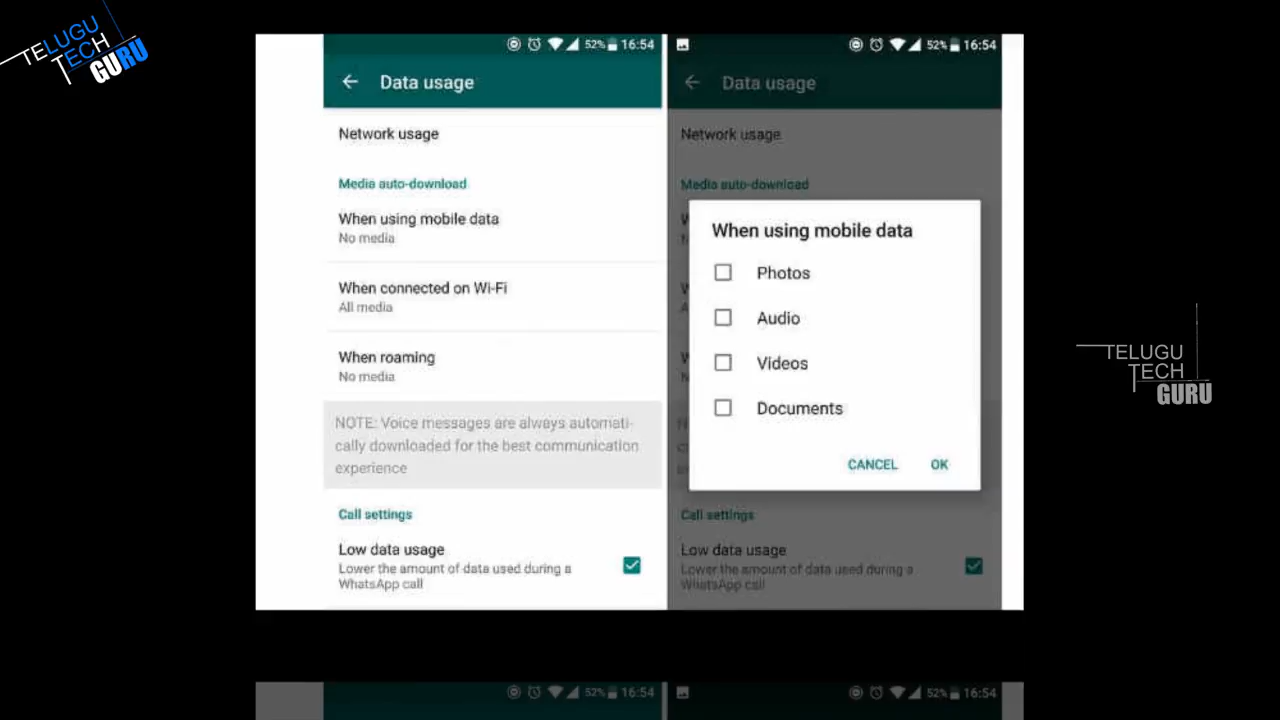 TELUGU
TECH
GURU
52% 16:54
Data usage
Network usage
Media auto-download
When using mobile data
No media
When connected on Wi-Fi
All media
When roaming
No media
NOTE: Voice messages are always automati-
cally downloaded for the best communication
experience
Call settings
Low data usage
Lower the amount of data used during a
WhatsApp call
52% 16:54
Data usage
Network usage
Media auto-download
When using mobile data
Photos
Audio
Videos
Documents
CANCEL OK
Call settings
Low data usage
Lower the amount of data used during a
WhatsApp call
TELUGU
TECH
GURU
52% 16:54
52% 16:54